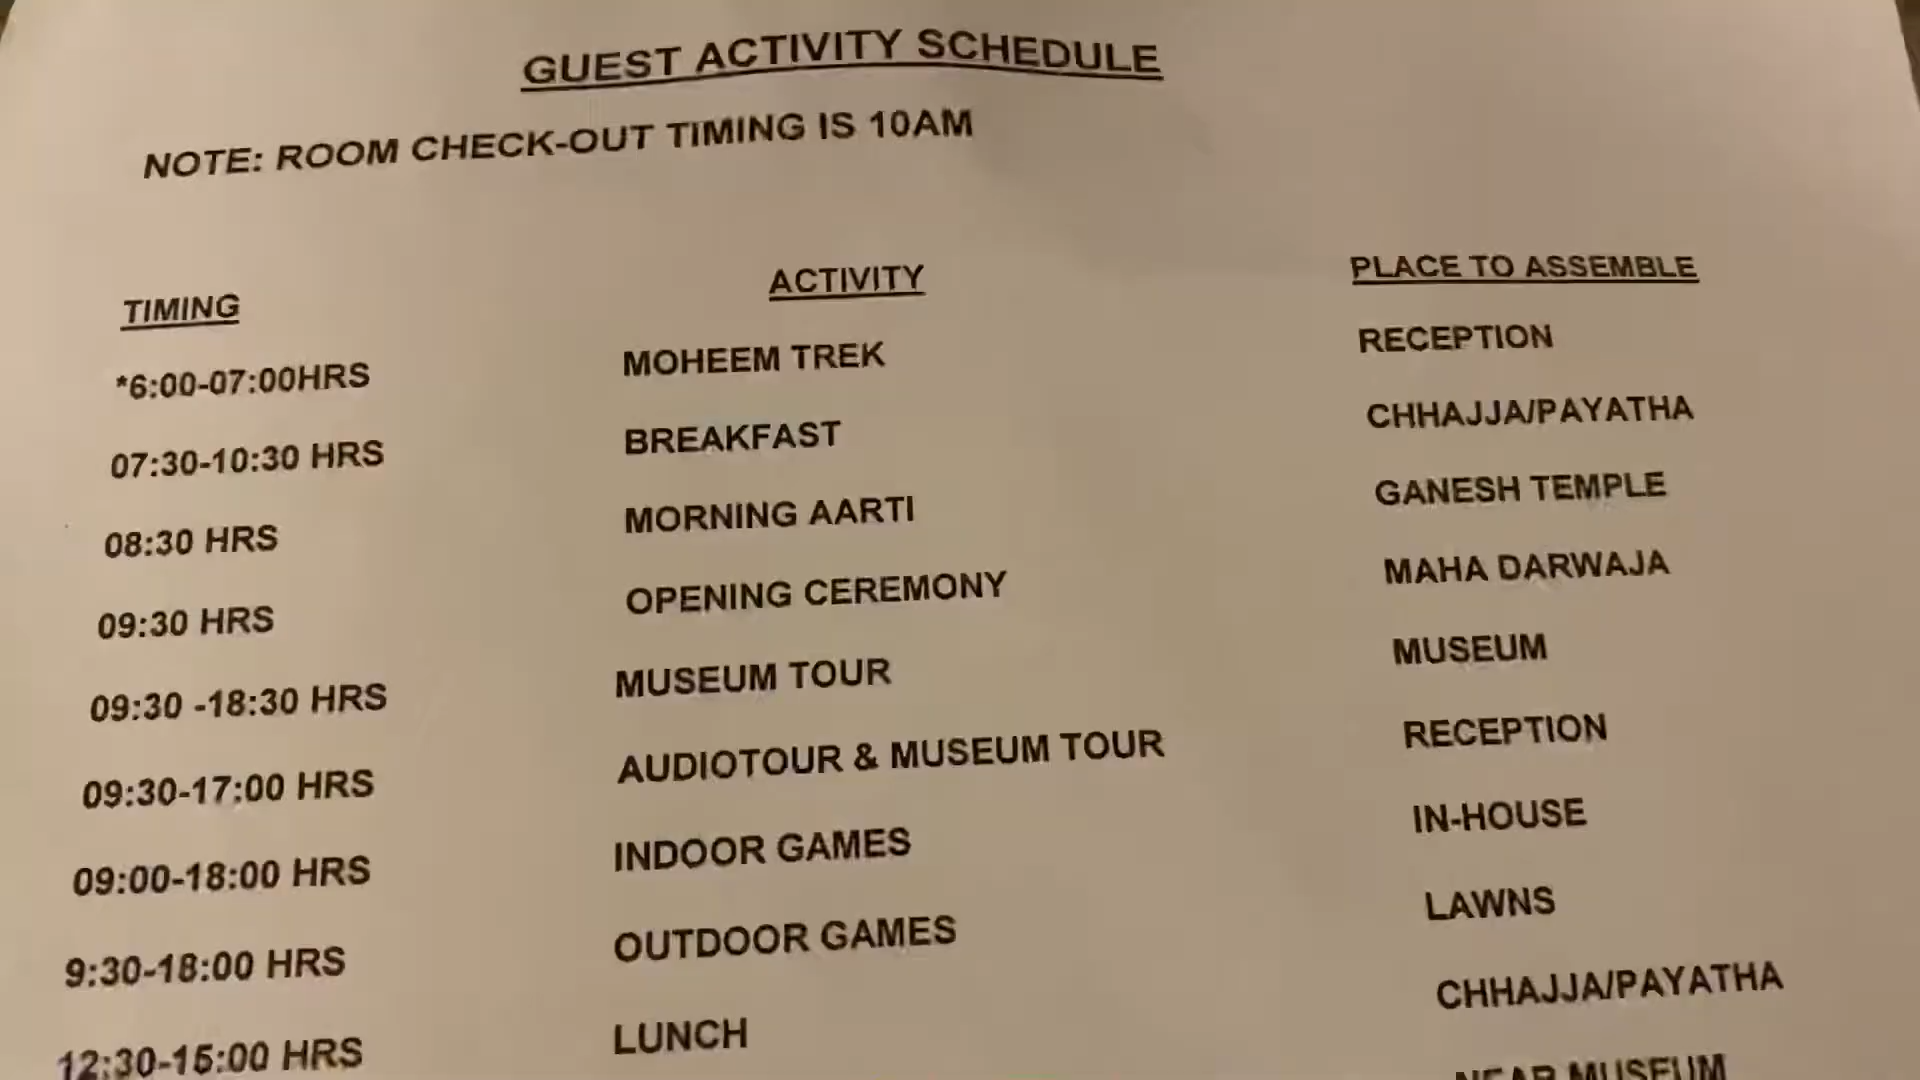 GUEST ACTIVITY SCHEDULE
NOTE: ROOM CHECK-OUT TIMING IS 10AM
TIMING ACTIVITY PLACE TO ASSEMBLE
*6:00-07:00HRS MOHEEM TREK RECEPTION
07:30-10:30 HRS BREAKFAST CHHAJJA/PAYATHA
08:30 HRS MORNING AARTI GANESH TEMPLE
09:30 HRS OPENING CEREMONY MAHA DARWAJA
09:30 -18:30 HRS MUSEUM TOUR MUSEUM
09:30-17:00 HRS AUDIOTOUR & MUSEUM TOUR RECEPTION
09:00-18:00 HRS INDOOR GAMES IN-HOUSE
9:30-18:00 HRS OUTDOOR GAMES LAWNS
12:30-15:00 HRS LUNCH CHHAJJA/PAYATHA
NEAR MUSEUM